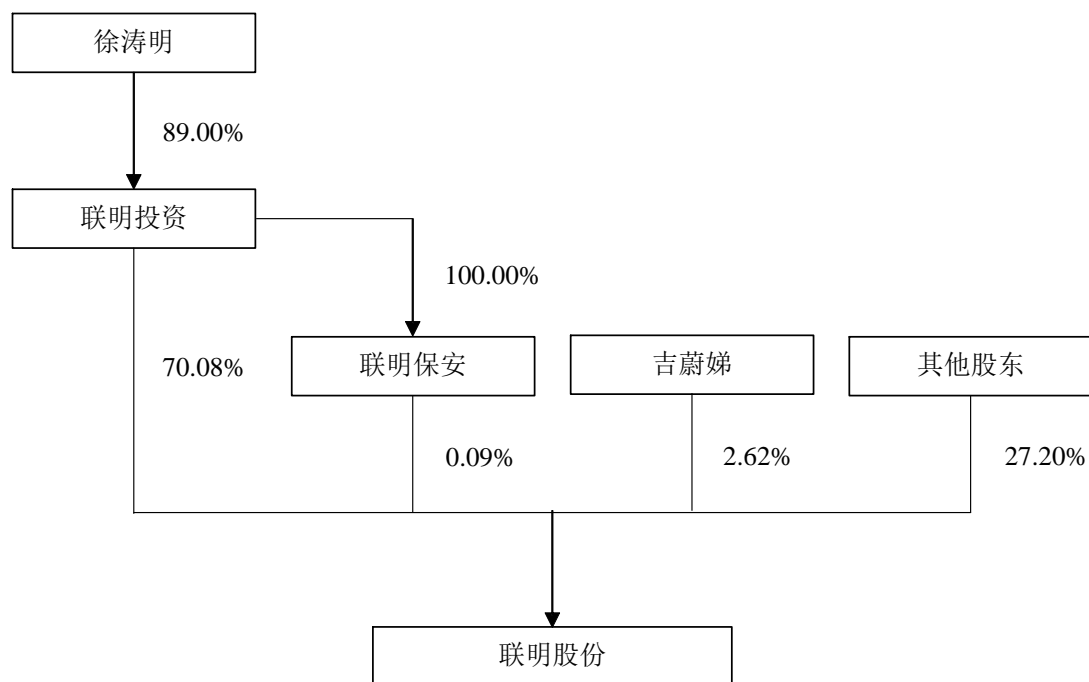 徐涛明
89.00%
联明投资
100.00%
70.08%
联明保安
吉蔚娣
其他股东
0.09%
2.62%
27.20%
联明股份